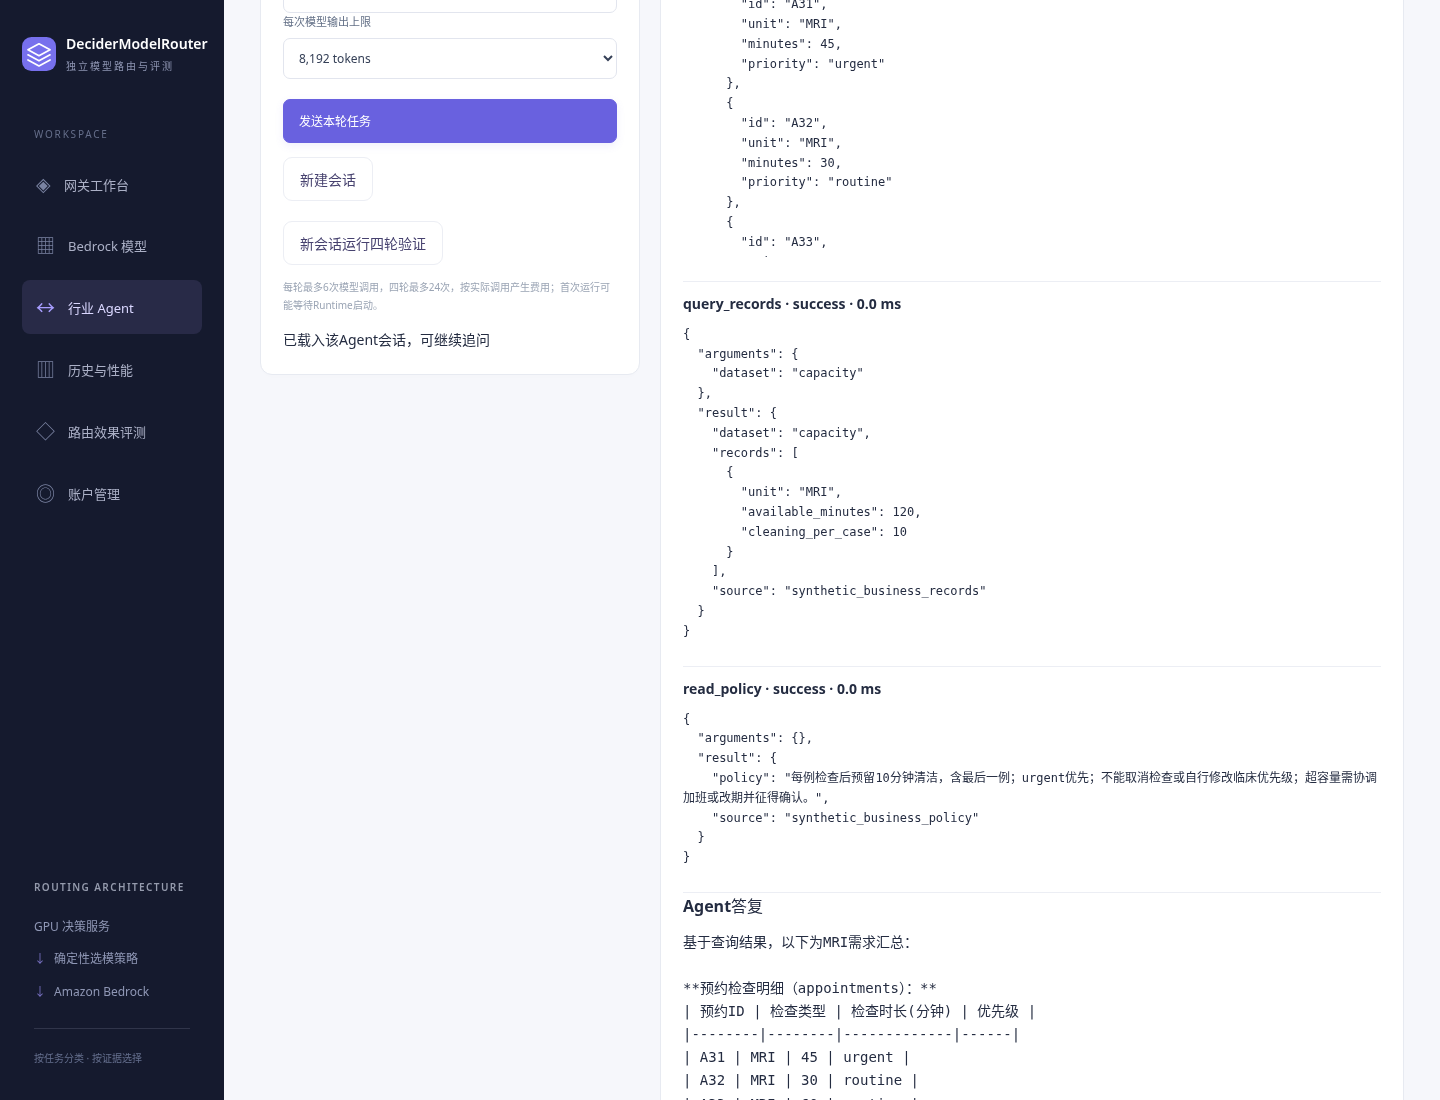 DeciderModelRouter
独立模型路由与评测
WORKSPACE
网关工作台
Bedrock 模型
行业 Agent
历史与性能
路由效果评测
账户管理
ROUTING ARCHITECTURE
GPU 决策服务
↓ 确定性选模策略
↓ Amazon Bedrock
按任务分类 · 按证据选择
每次模型输出上限
8,192 tokens
发送本轮任务
新建会话
新会话运行四轮验证
每轮最多6次模型调用，四轮最多24次，按实际调用产生费用；首次运行可
能等待Runtime启动。
已载入该Agent会话，可继续追问
"id": "A31",
"unit": "MRI",
"minutes": 45,
"priority": "urgent"
},
{
"id": "A32",
"unit": "MRI",
"minutes": 30,
"priority": "routine"
},
{
"id": "A33",
query_records · success · 0.0 ms
{
"arguments": {
"dataset": "capacity"
},
"result": {
"dataset": "capacity",
"records": [
{
"unit": "MRI",
"available_minutes": 120,
"cleaning_per_case": 10
}
],
"source": "synthetic_business_records"
}
}
read_policy · success · 0.0 ms
{
"arguments": {},
"result": {
"policy": "每例检查后预留10分钟清洁，含最后一例；urgent优先；不能取消检查或自行修改临床优先级；超容量需协调
加班或改期并征得确认。",
"source": "synthetic_business_policy"
}
}
Agent答复
基于查询结果，以下为MRI需求汇总：
**预约检查明细（appointments）：**
| 预约ID | 检查类型 | 检查时长(分钟) | 优先级 |
|--------|--------|-------------|------|
| A31 | MRI | 45 | urgent |
| A32 | MRI | 30 | routine |